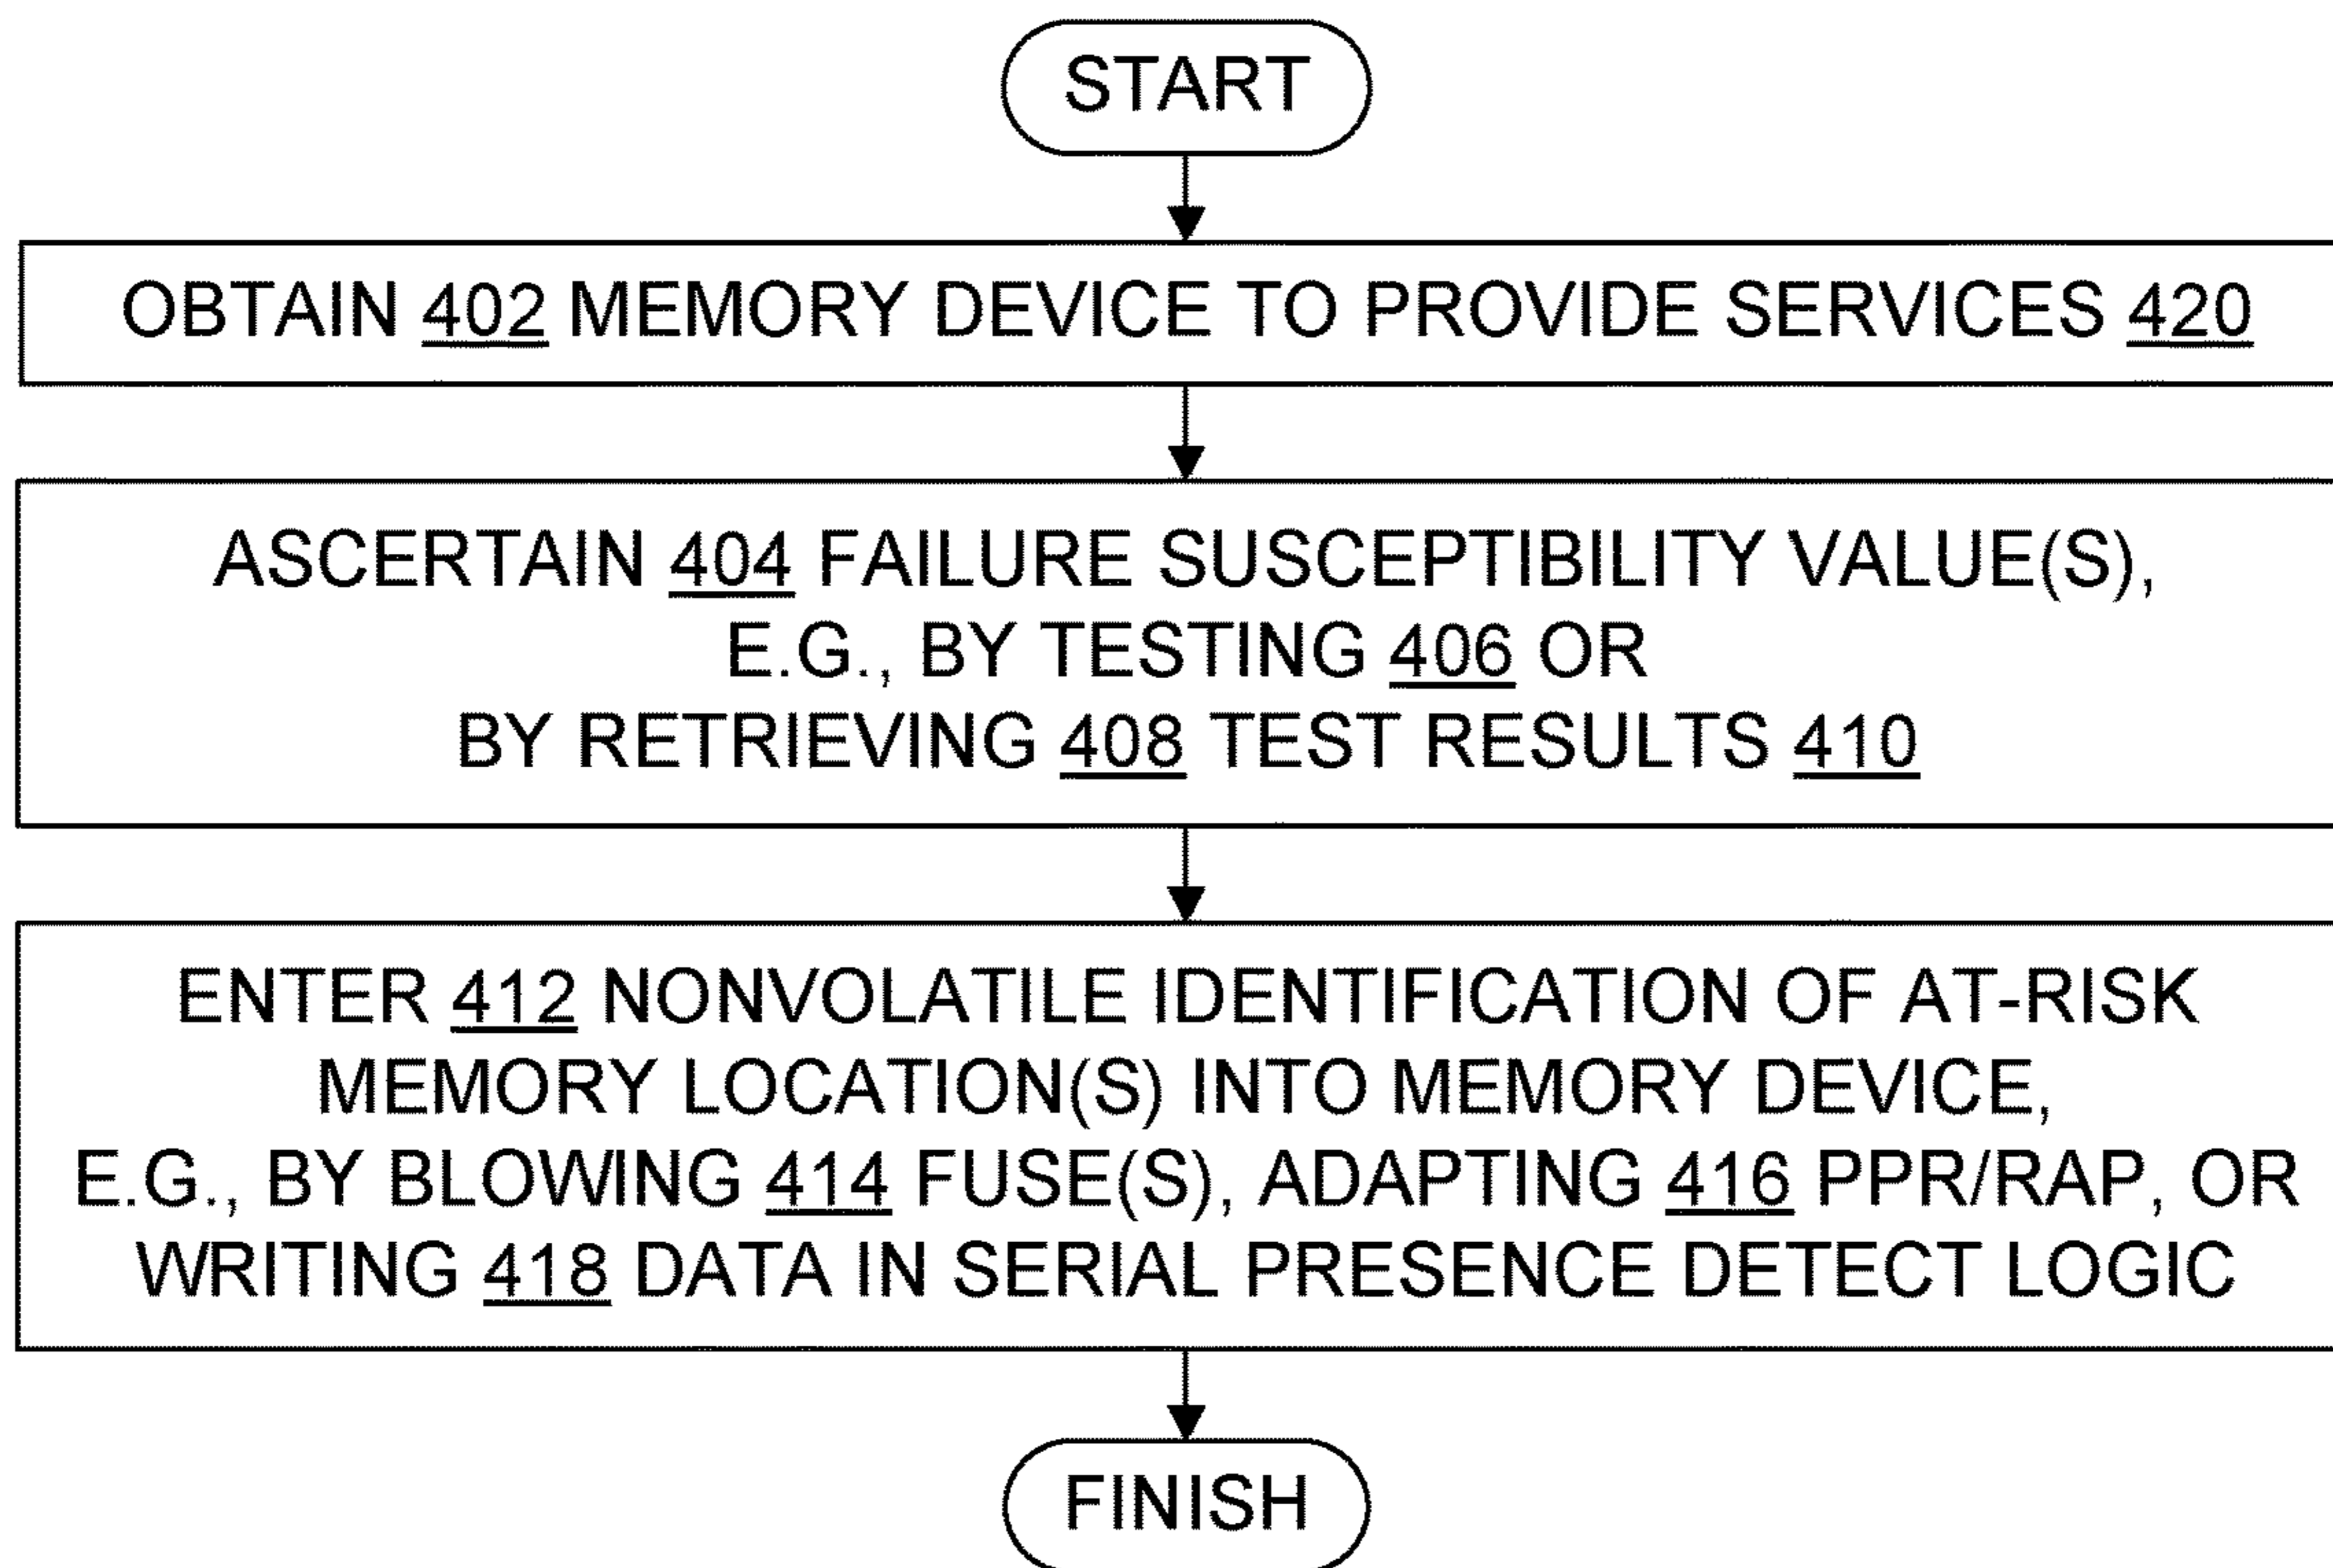 START
OBTAIN 402 MEMORY DEVICE TO PROVIDE SERVICES 420
ASCERTAIN 404 FAILURE SUSCEPTIBILITY VALUE(S),
E.G., BY TESTING 406 OR
BY RETRIEVING 408 TEST RESULTS 410
ENTER 412 NONVOLATILE IDENTIFICATION OF AT-RISK
MEMORY LOCATION(S) INTO MEMORY DEVICE,
E.G., BY BLOWING 414 FUSE(S), ADAPTING 416 PPR/RAP, OR
WRITING 418 DATA IN SERIAL PRESENCE DETECT LOGIC
FINISH